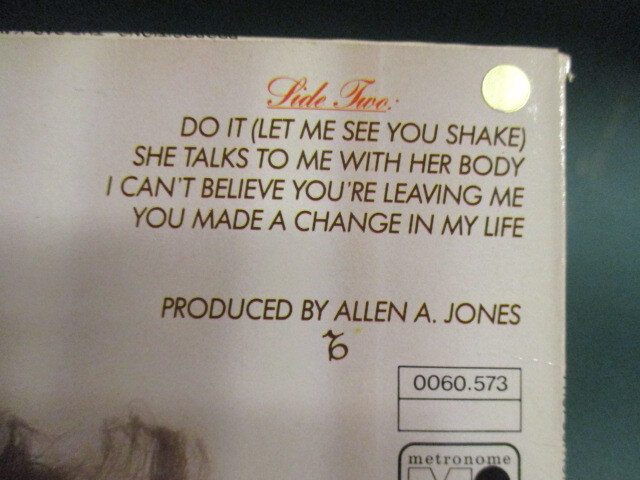 Side Two:
DO IT (LET ME SEE YOU SHAKE)
SHE TALKS TO ME WITH HER BODY
I CAN'T BELIEVE YOU'RE LEAVING ME
YOU MADE A CHANGE IN MY LIFE
PRODUCED BY ALLEN A. JONES
0060.573
metronome